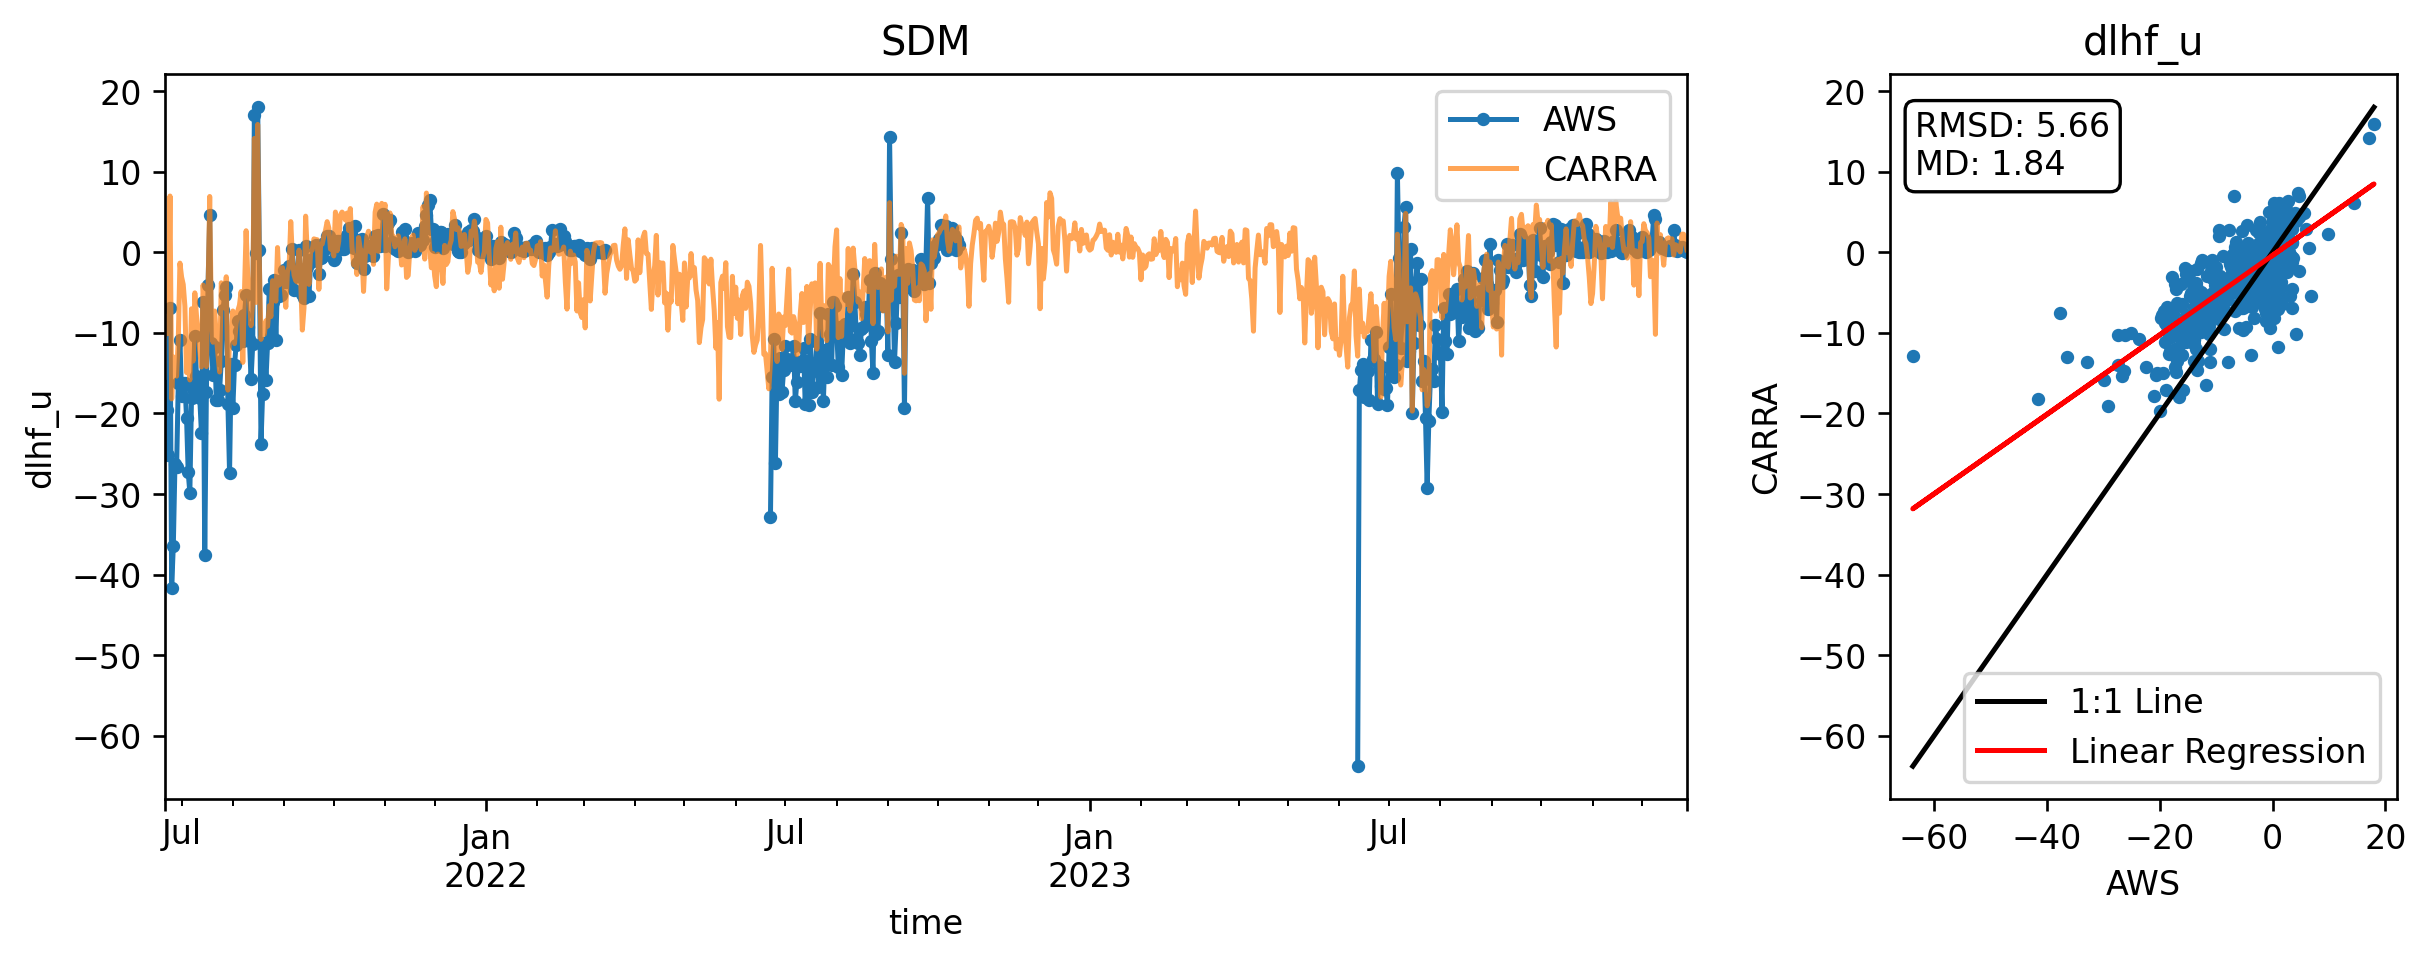 SDM
dlhf_u
20
10
0
−10
−20
−30
−40
−50
−60
AWS
CARRA
Jul
Jan
2022
Jul
Jan
2023
Jul
time
dlhf_u
CARRA
20
10
0
−10
−20
−30
−40
−50
−60
RMSD: 5.66
MD: 1.84
1:1 Line
Linear Regression
−60
−40
−20
0
20
AWS